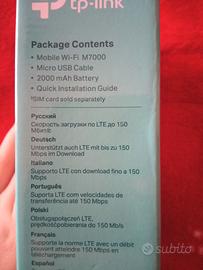 tp-link
Package Contents
• Mobile Wi-Fi M7000
• Micro USB Cable
• 2000 mAh Battery
• Quick Installation Guide
*SIM card sold separately
Русский
Скорость загрузки по LTE до 150
Мбит/с
Deutsch
Unterstützt auch LTE mit bis zu 150
Mbps im Download
Italiano
Supporto LTE con download fino a 150
Mbps
Português
Suporta LTE com velocidades de
transferência até 150 Mbps
Polski
Obsługa połączeń LTE,
prędkość pobierania do 150 Mb/s
Français
Supporte la norme LTE avec un débit
pouvant atteindre 150 Mbps en
téléchargement
Español
subito